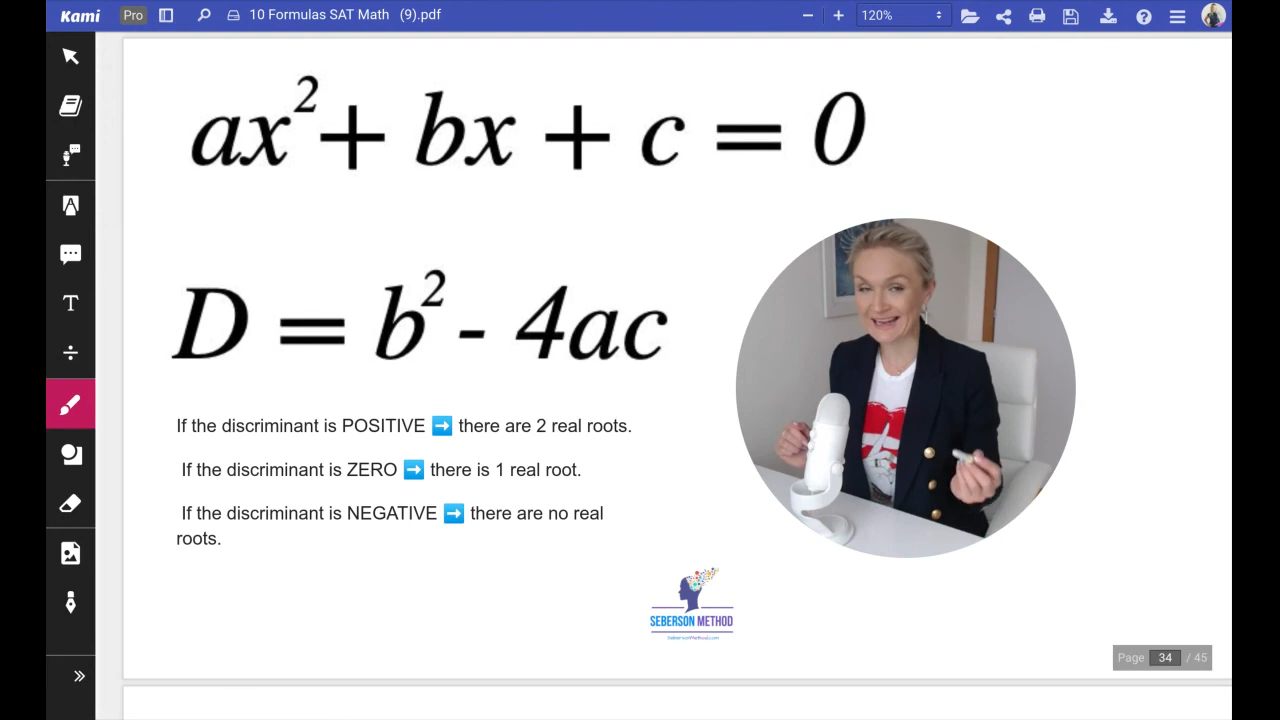 Kami Pro 10 Formulas SAT Math (9).pdf 120%
ax² + bx + c = 0
D = b² - 4ac
If the discriminant is POSITIVE ➡ there are 2 real roots.
If the discriminant is ZERO ➡ there is 1 real root.
If the discriminant is NEGATIVE ➡ there are no real
roots.
SEBERSON METHOD
SebersonMethod.com
Page 34 / 45